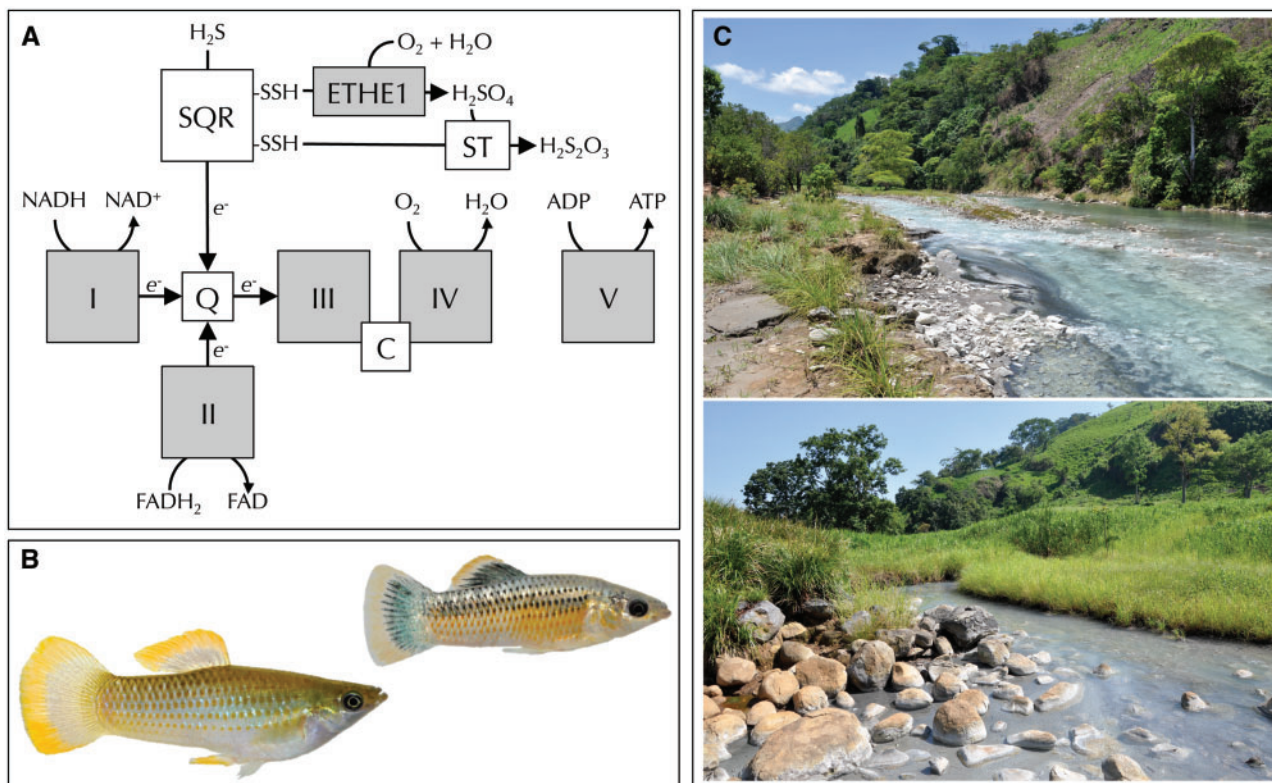 A
H₂S
O₂ + H₂O
SQR
-SSH
ETHE1
H₂SO₄
-SSH
ST
H₂S₂O₃
NADH
NAD⁺
e⁻
O₂
H₂O
ADP
ATP
I
e⁻
Q
e⁻
III
IV
V
C
e⁻
II
FADH₂
FAD
B
C